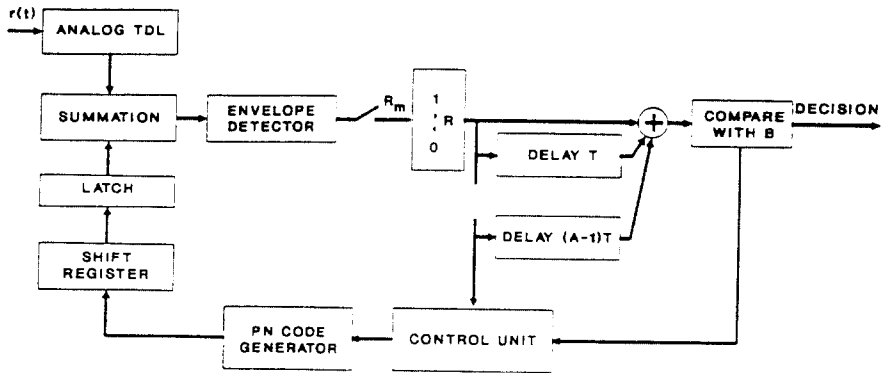 r(t)
ANALOG TDL
SUMMATION
ENVELOPE
DETECTOR
Rm
1
R
0
COMPARE
WITH B
DECISION
DELAY T
LATCH
DELAY (A-1)T
SHIFT
REGISTER
PN CODE
GENERATOR
CONTROL UNIT